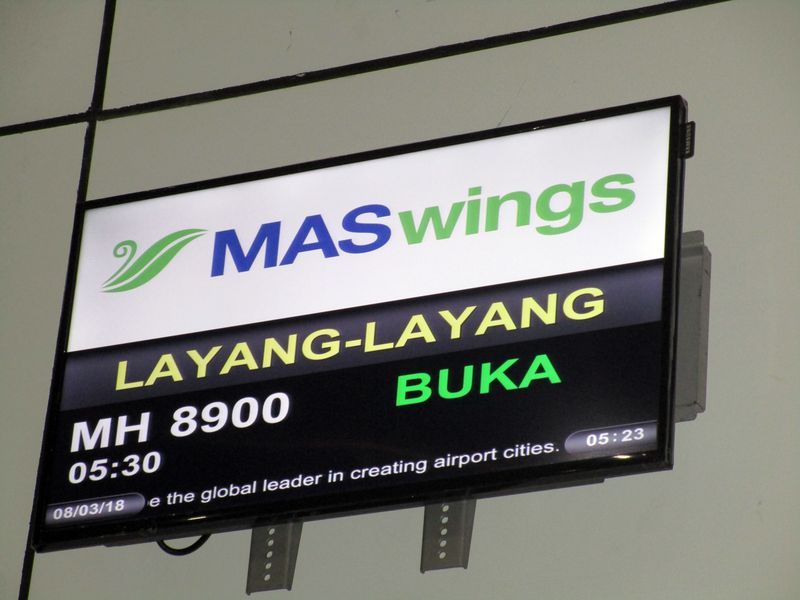 MASwings
LAYANG-LAYANG
MH 8900
BUKA
05:30
08/03/18
e the global leader in creating airport cities.
05:23
SAMSUNG